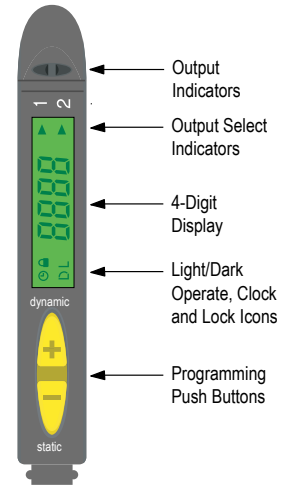 Output
Indicators
1 2
Output Select
Indicators
8888
4-Digit
Display
D L
Light/Dark
Operate, Clock
and Lock Icons
dynamic
+
Programming
Push Buttons
−
static